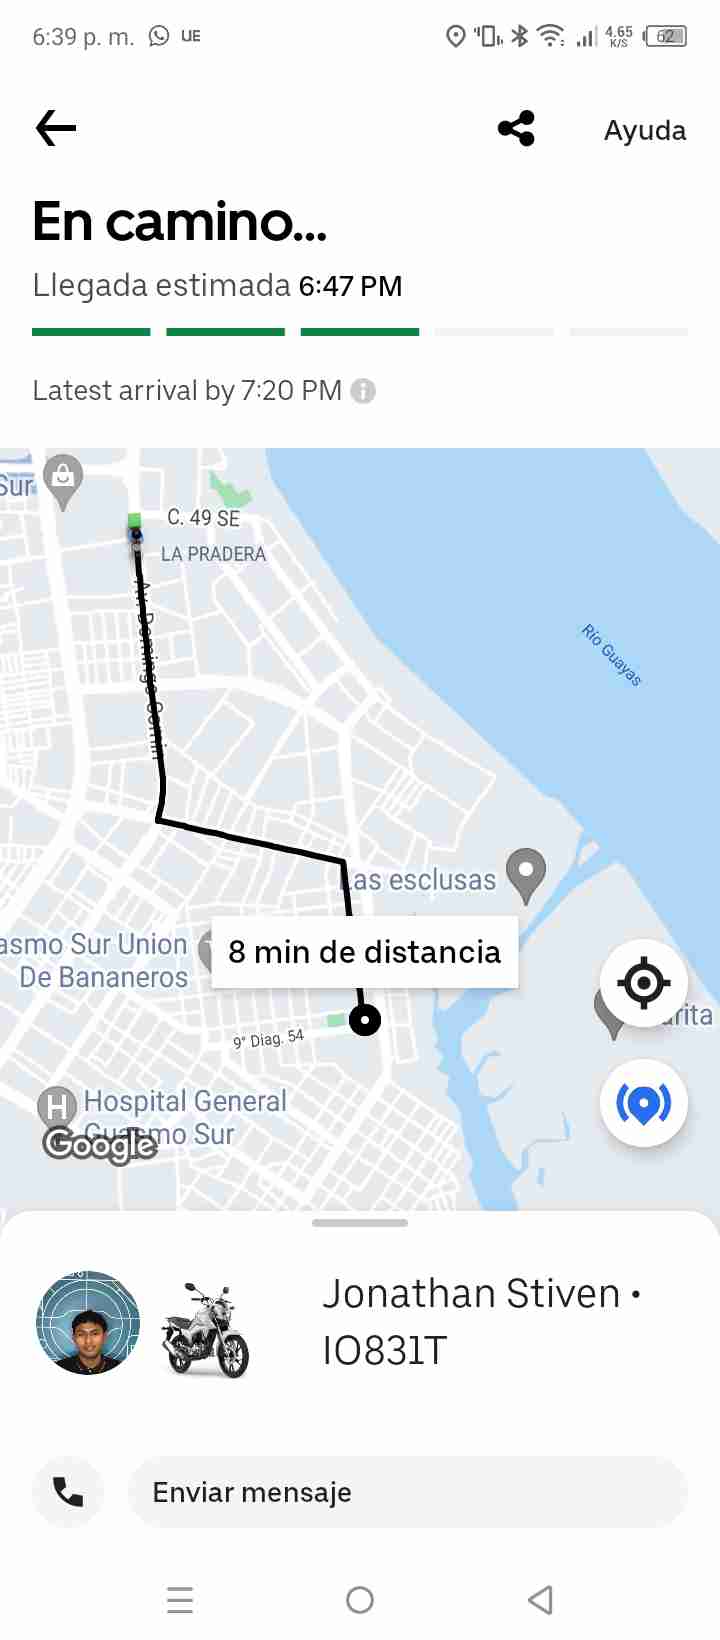 6:39 p. m. UE 4.65 K/S 62
Ayuda
En camino...
Llegada estimada 6:47 PM
Latest arrival by 7:20 PM
Sur
C. 49 SE
LA PRADERA
Av. Domingo Comín
Río Guayas
Las esclusas
asmo Sur Union
De Bananeros
8 min de distancia
arita
9° Diag. 54
H Hospital General
Guasmo Sur
Google
Jonathan Stiven •
IO831T
Enviar mensaje